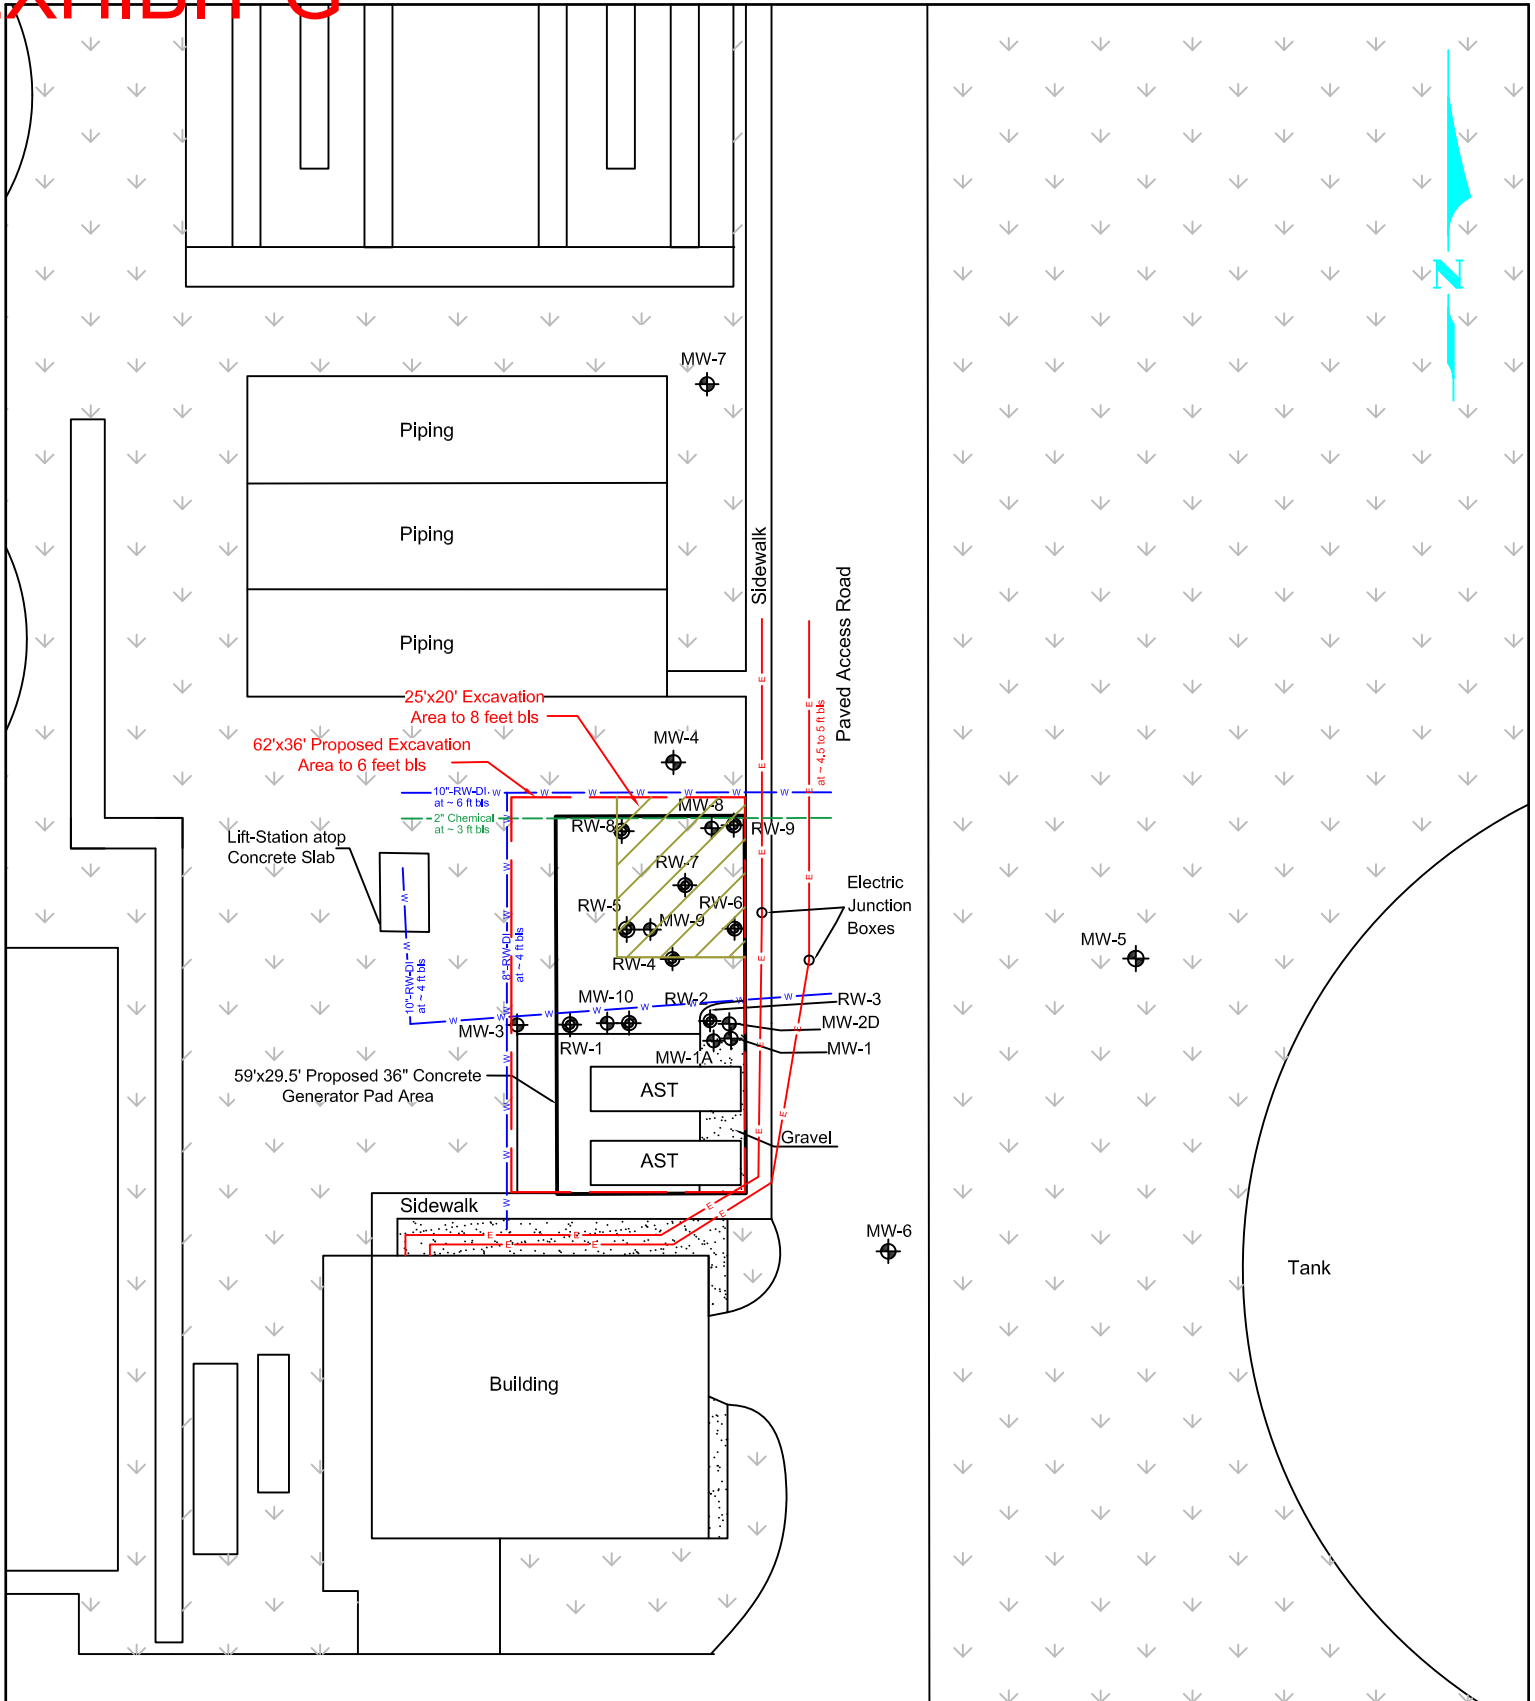 EXHIBIT G
N
MW-7
Piping
Piping
Piping
Sidewalk
Paved Access Road
25'x20' Excavation
Area to 8 feet bls
62'x36' Proposed Excavation
Area to 6 feet bls
MW-4
E
E
at ~ 4.5 to 5 ft bls
10"-RW-DI
at ~ 6 ft bls
W
W
W
W
W
W
W
2" Chemical
at ~ 3 ft bls
MW-8
RW-8
RW-9
Lift-Station atop
Concrete Slab
RW-7
Electric
Junction
Boxes
RW-5
RW-6
MW-9
RW-4
8"-RW-DI
at ~ 4 ft bls
10"-RW-DI
at ~ 4 ft bls
MW-5
MW-10
RW-2
RW-3
MW-2D
MW-3
RW-1
MW-1A
MW-1
59'x29.5' Proposed 36" Concrete
Generator Pad Area
AST
Gravel
AST
Sidewalk
E
E
E
E
MW-6
Tank
Building